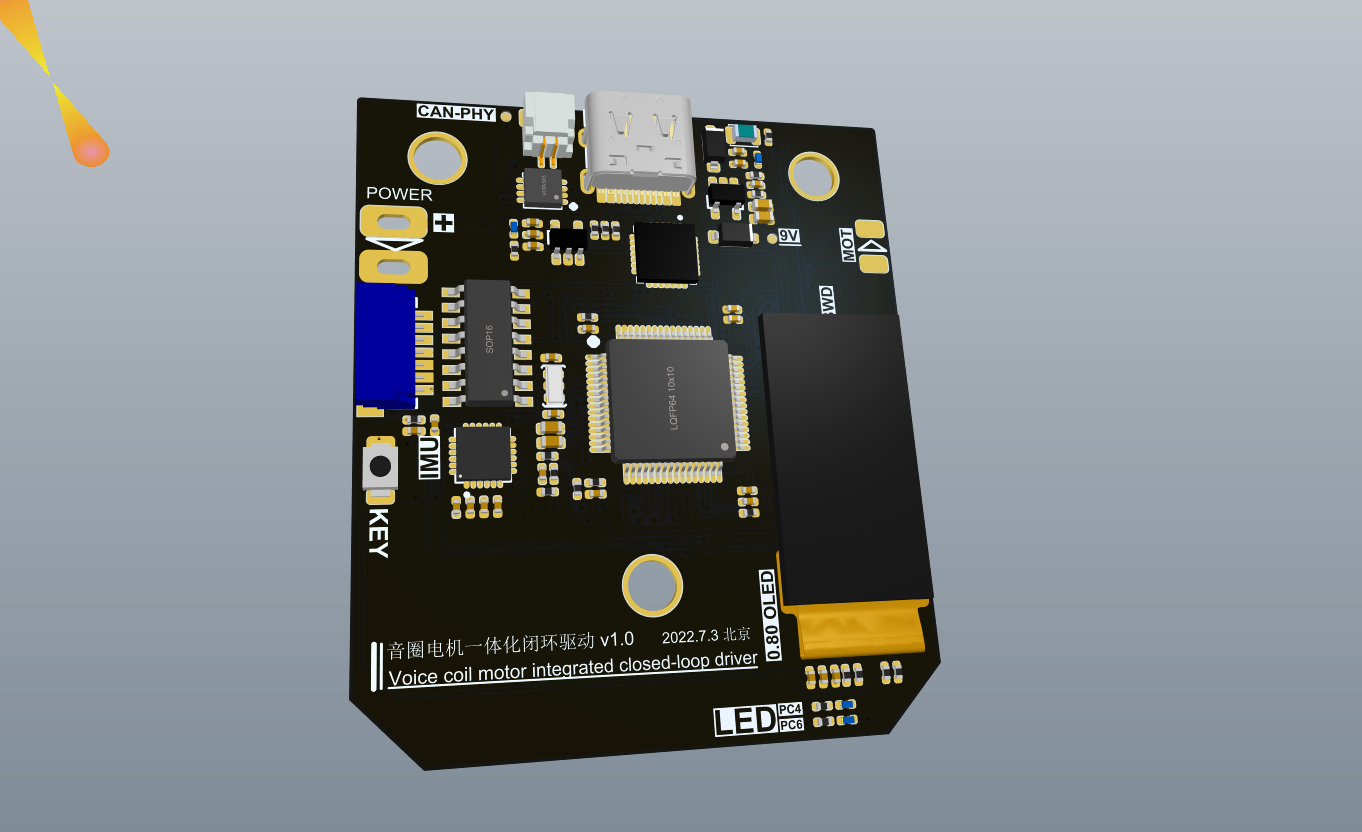 CAN-PHY
POWER
+
9V
MOT
SOP16
LQFP64 10x10
IMU
KEY
0.80 OLED
音圈电机一体化闭环驱动 v1.0 2022.7.3 北京
Voice coil motor integrated closed-loop driver
LED
PC4
PC6